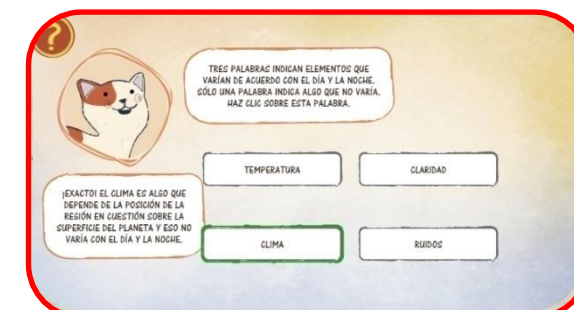 ?
TRES PALABRAS INDICAN ELEMENTOS QUE
VARÍAN DE ACUERDO CON EL DÍA Y LA NOCHE.
SÓLO UNA PALABRA INDICA ALGO QUE NO VARÍA.
HAZ CLIC SOBRE ESTA PALABRA.
TEMPERATURA
CLARIDAD
¡EXACTO! EL CLIMA ES ALGO QUE
DEPENDE DE LA POSICIÓN DE LA
REGIÓN EN CUESTIÓN SOBRE LA
SUPERFICIE DEL PLANETA Y ESO NO
VARÍA CON EL DÍA Y LA NOCHE.
CLIMA
RUIDOS